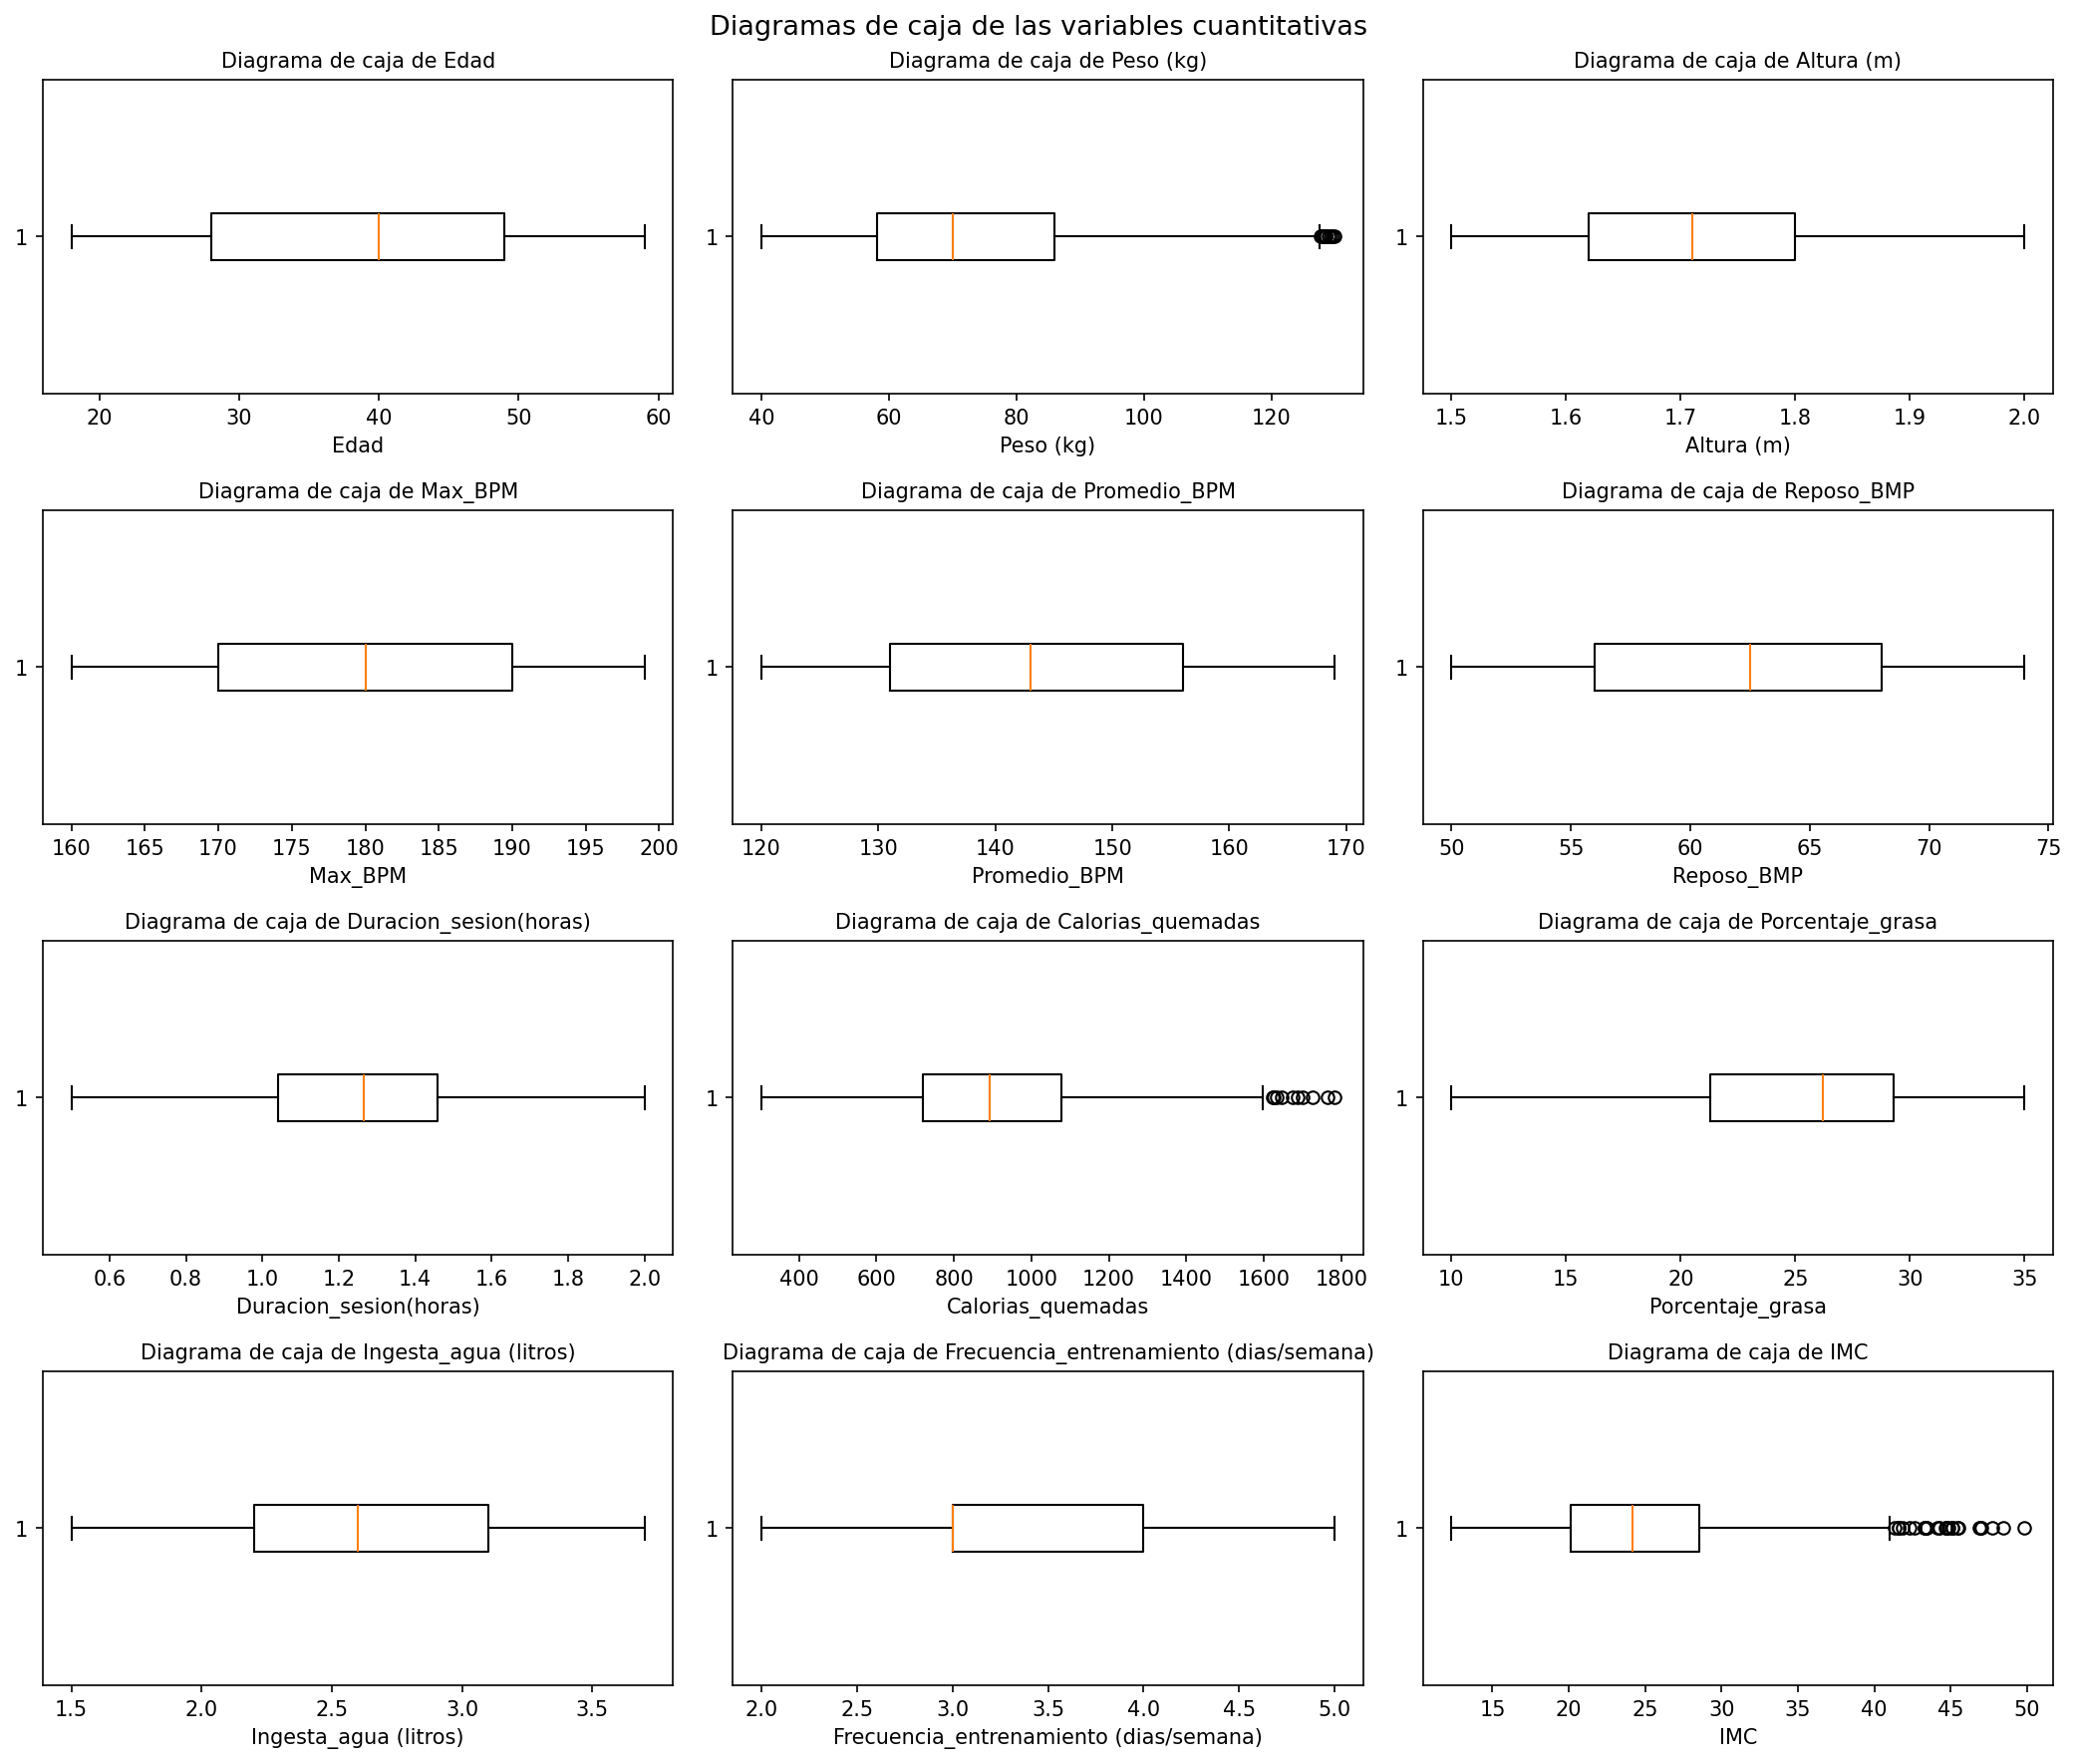 Diagramas de caja de las variables cuantitativas
Diagrama de caja de Edad
1
20 30 40 50 60
Edad
Diagrama de caja de Peso (kg)
1
40 60 80 100 120
Peso (kg)
Diagrama de caja de Altura (m)
1
1.5 1.6 1.7 1.8 1.9 2.0
Altura (m)
Diagrama de caja de Max_BPM
1
160 165 170 175 180 185 190 195 200
Max_BPM
Diagrama de caja de Promedio_BPM
1
120 130 140 150 160 170
Promedio_BPM
Diagrama de caja de Reposo_BMP
1
50 55 60 65 70 75
Reposo_BMP
Diagrama de caja de Duracion_sesion(horas)
1
0.6 0.8 1.0 1.2 1.4 1.6 1.8 2.0
Duracion_sesion(horas)
Diagrama de caja de Calorias_quemadas
1
400 600 800 1000 1200 1400 1600 1800
Calorias_quemadas
Diagrama de caja de Porcentaje_grasa
1
10 15 20 25 30 35
Porcentaje_grasa
Diagrama de caja de Ingesta_agua (litros)
1
1.5 2.0 2.5 3.0 3.5
Ingesta_agua (litros)
Diagrama de caja de Frecuencia_entrenamiento (dias/semana)
1
2.0 2.5 3.0 3.5 4.0 4.5 5.0
Frecuencia_entrenamiento (dias/semana)
Diagrama de caja de IMC
1
15 20 25 30 35 40 45 50
IMC